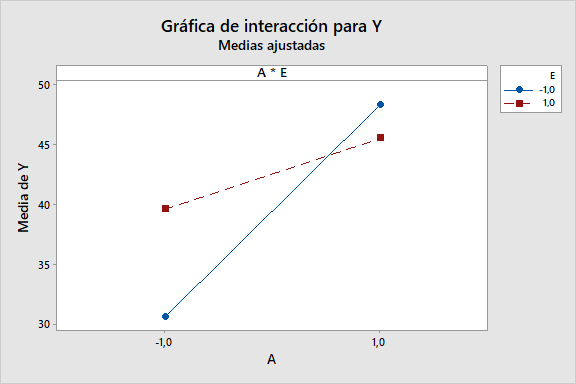 Gráfica de interacción para Y
Medias ajustadas
A * E
E
-1,0
1,0
50
45
40
35
30
Media de Y
-1,0
1,0
A